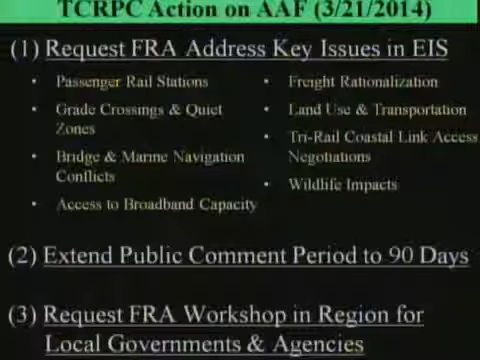 TCRPC Action on AAF (3/21/2014)
(1) Request FRA Address Key Issues in EIS
• Passenger Rail Stations
• Grade Crossings & Quiet
Zones
• Bridge & Marine Navigation
Conflicts
• Access to Broadband Capacity
• Freight Rationalization
• Land Use & Transportation
• Tri-Rail Coastal Link Access
Negotiations
• Wildlife Impacts
(2) Extend Public Comment Period to 90 Days
(3) Request FRA Workshop in Region for
Local Governments & Agencies